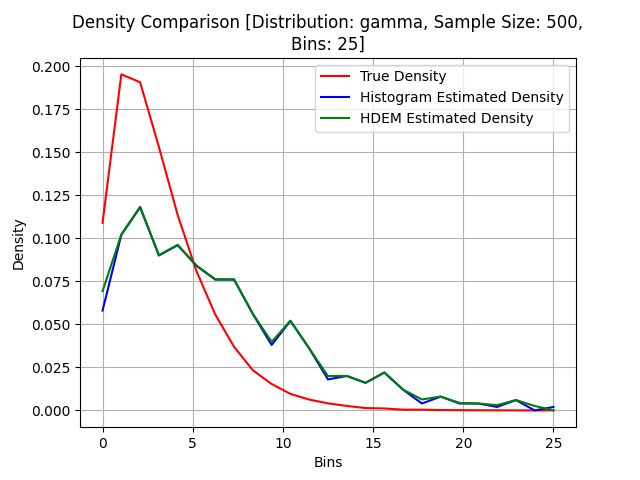 Density Comparison [Distribution: gamma, Sample Size: 500,
Bins: 25]
True Density
Histogram Estimated Density
HDEM Estimated Density
Density
0.200
0.175
0.150
0.125
0.100
0.075
0.050
0.025
0.000
0 5 10 15 20 25
Bins